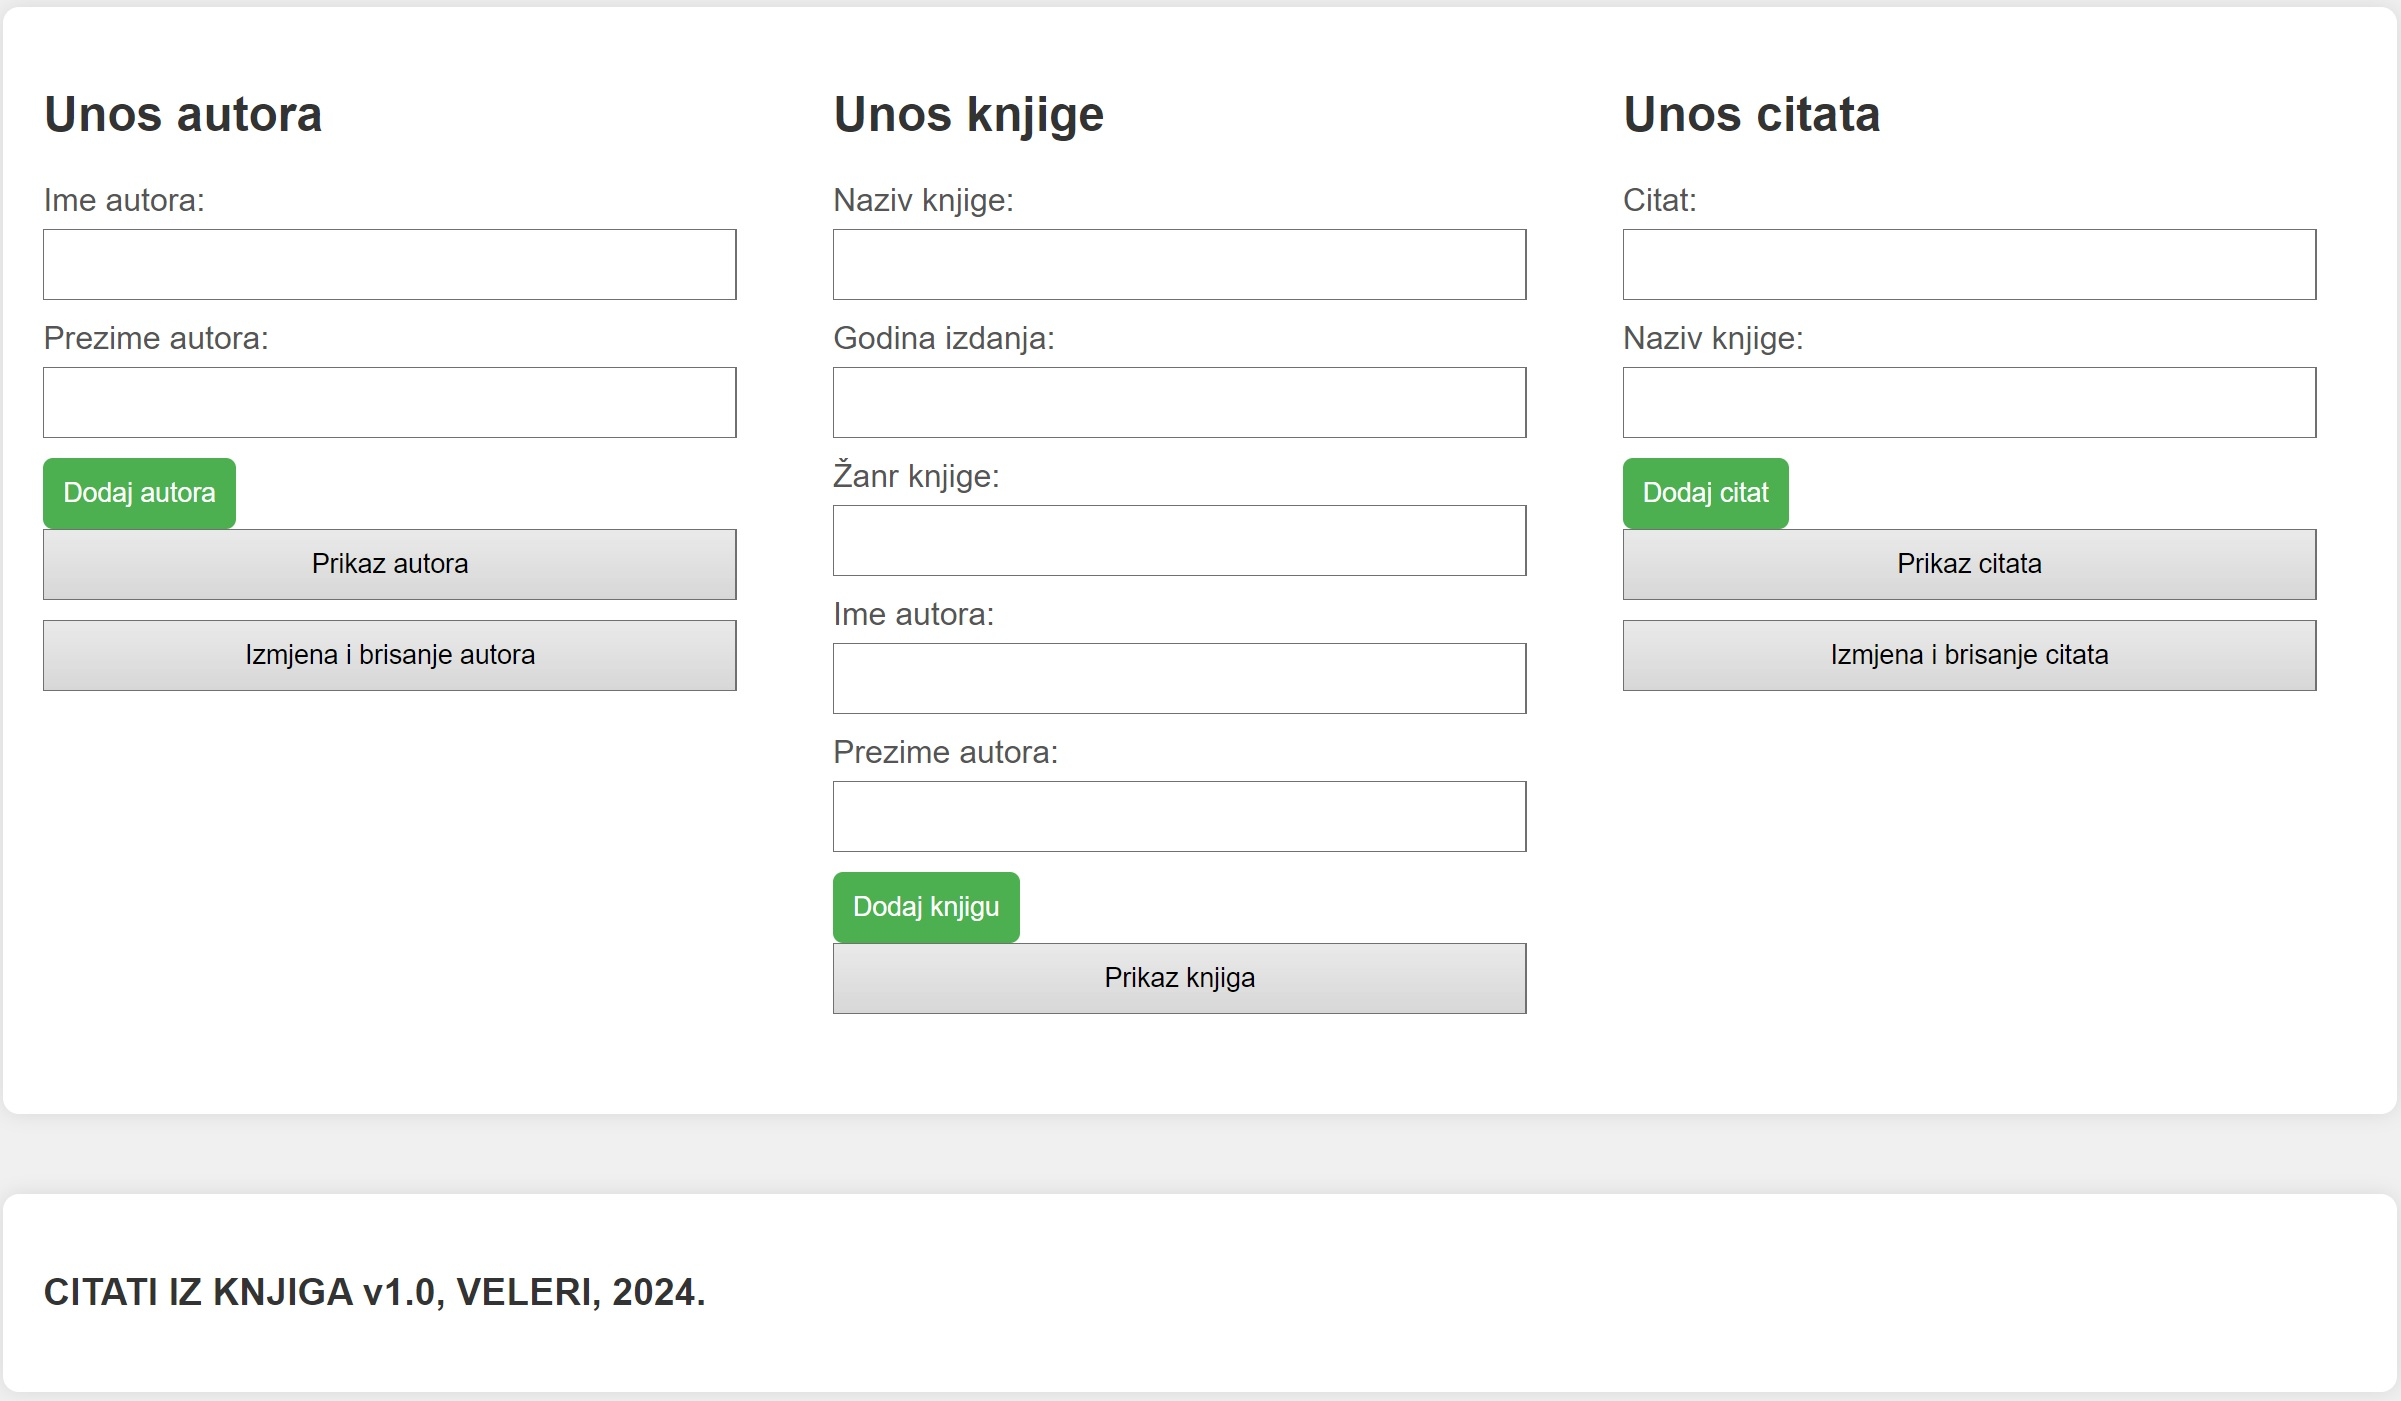 Unos autora
Ime autora:
Prezime autora:
Dodaj autora
Prikaz autora
Izmjena i brisanje autora
Unos knjige
Naziv knjige:
Godina izdanja:
Žanr knjige:
Ime autora:
Prezime autora:
Dodaj knjigu
Prikaz knjiga
Unos citata
Citat:
Naziv knjige:
Dodaj citat
Prikaz citata
Izmjena i brisanje citata
CITATI IZ KNJIGA v1.0, VELERI, 2024.